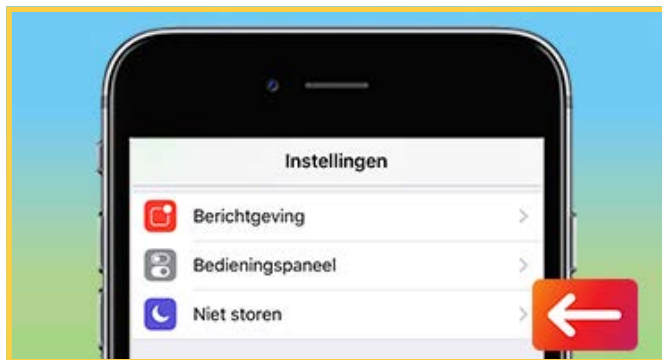 Instellingen
Berichtgeving
Bedieningspaneel
Niet storen